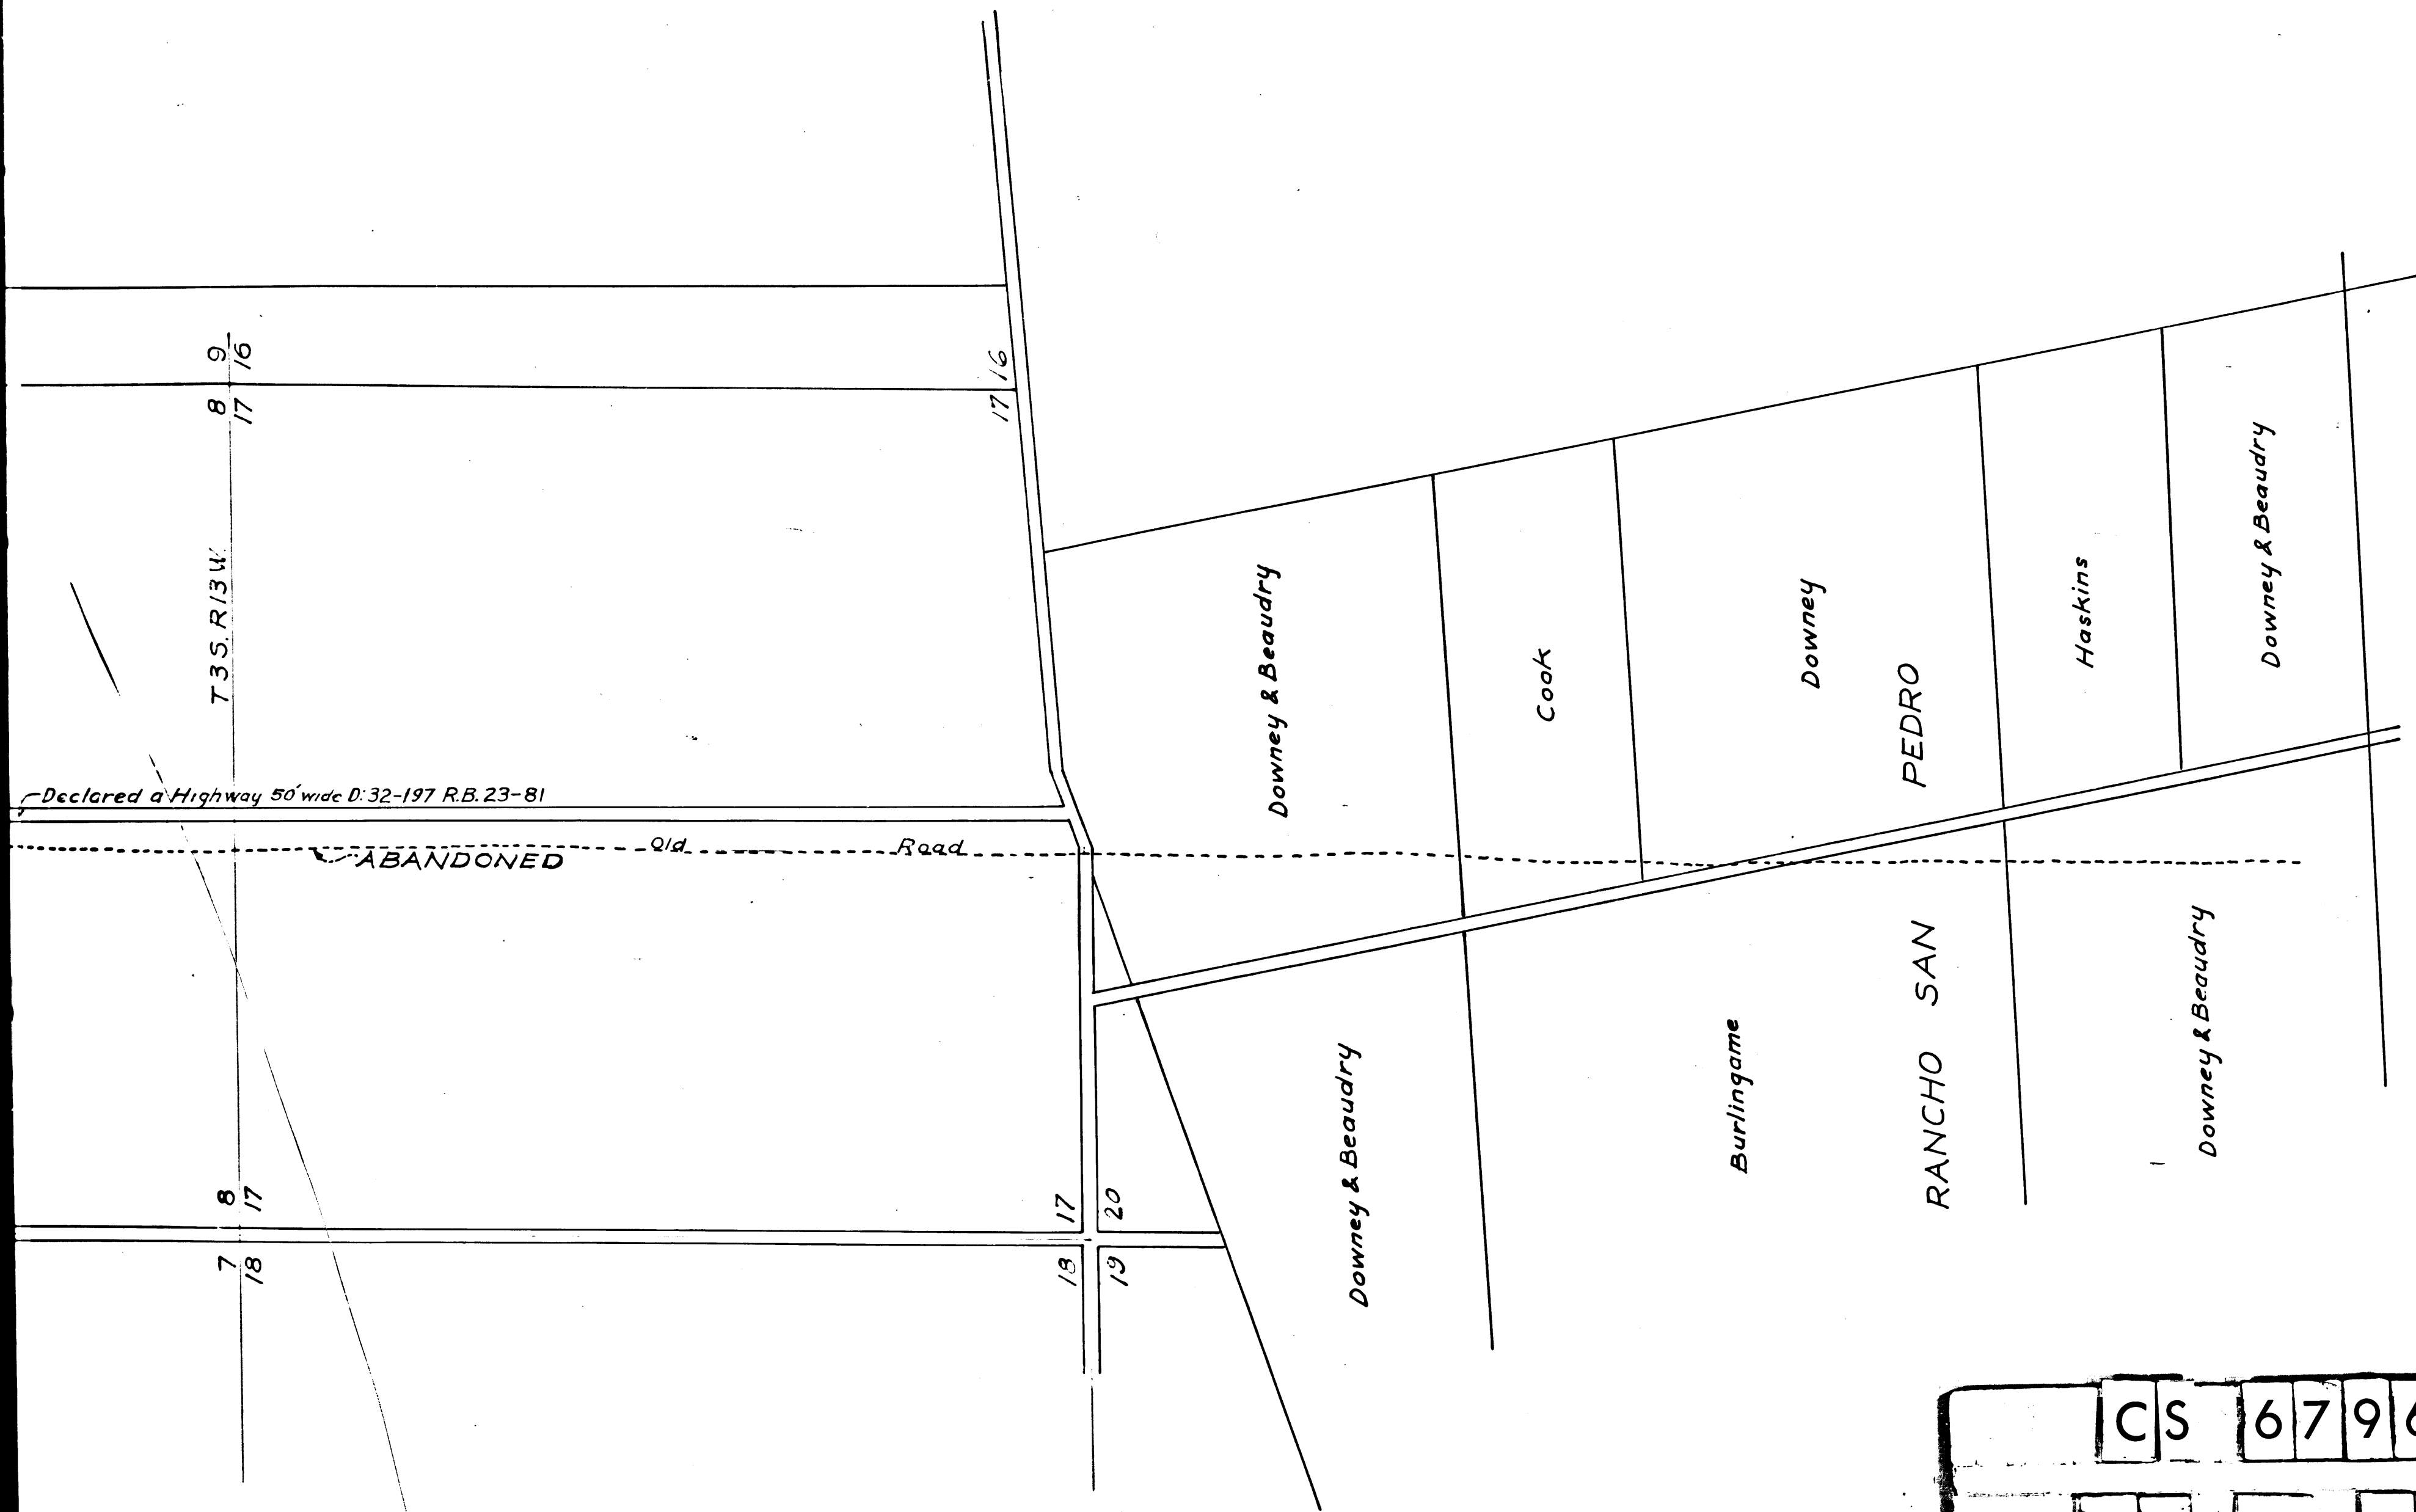 9
16
8
17
17 16
T3S. R13W.
Declared a Highway 50' wide D:32-197 R.B.23-81
ABANDONED
Old Road
Downey & Beaudry
Cook
Downey
Haskins
Downey & Beaudry
RANCHO SAN PEDRO
Downey & Beaudry
Burlingame
Downey & Beaudry
8
17
7
18
17
20
18
19
CS 679